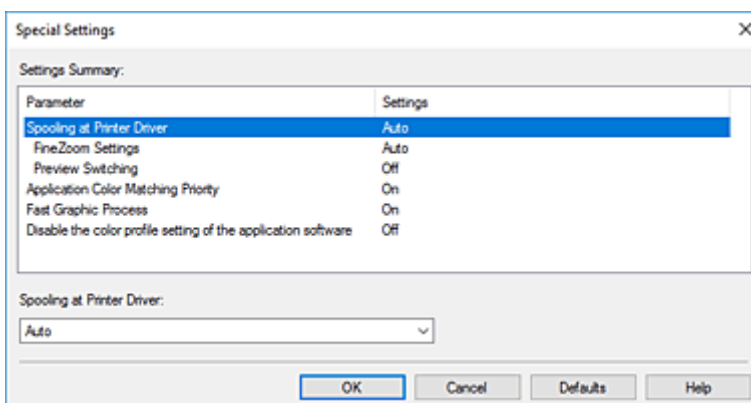 Special Settings
Settings Summary:
Parameter Settings
Spooling at Printer Driver Auto
FineZoom Settings Auto
Preview Switching Off
Application Color Matching Priority On
Fast Graphic Process On
Disable the color profile setting of the application software Off
Spooling at Printer Driver:
Auto
OK Cancel Defaults Help